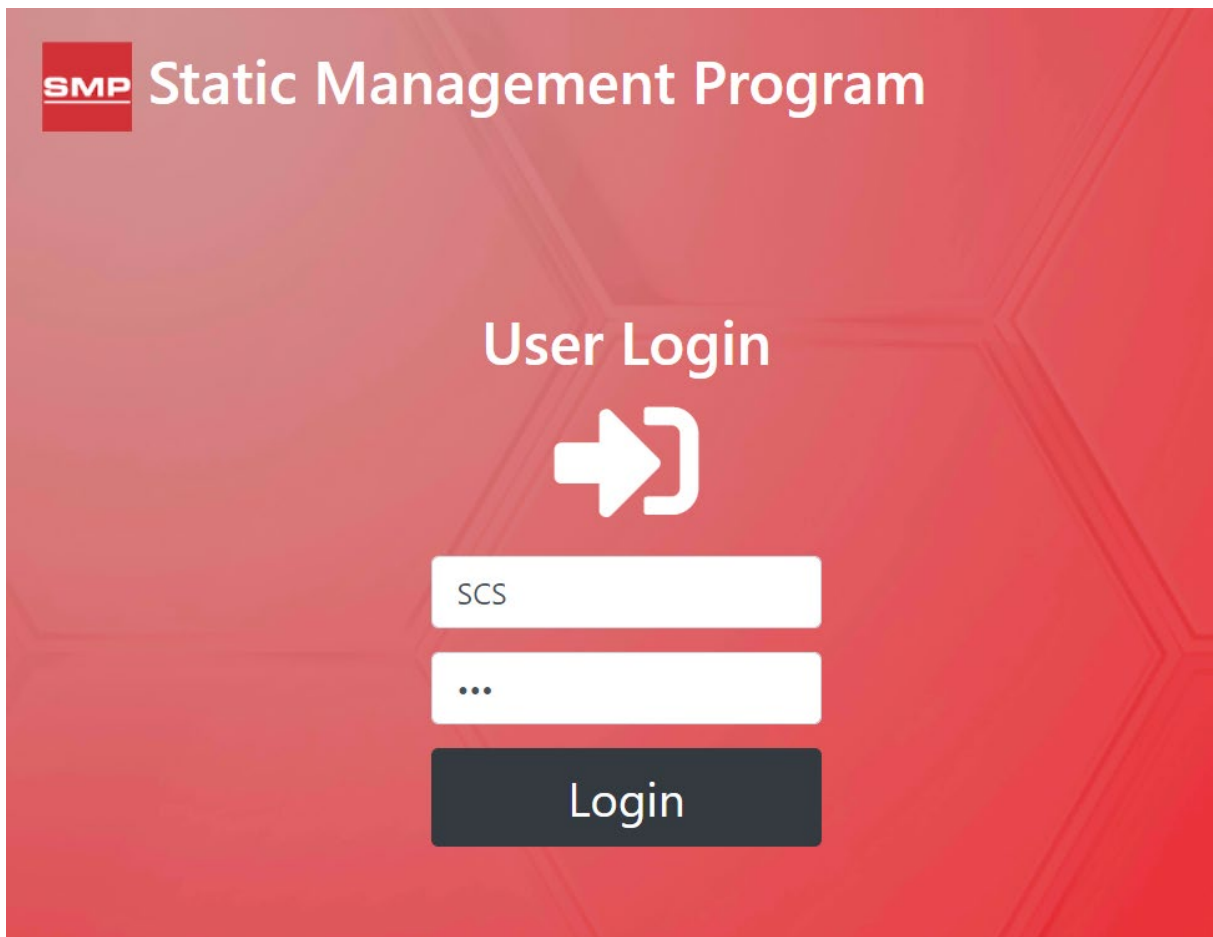 SMP Static Management Program
User Login
SCS
•••
Login